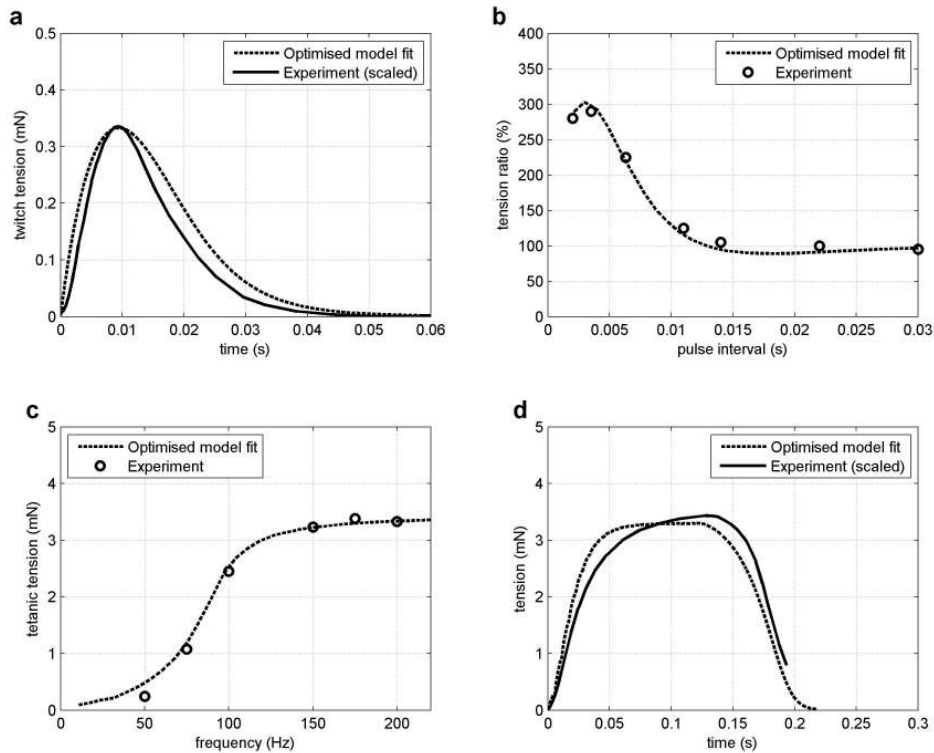 a
0.5
0.4
0.3
0.2
0.1
0
twitch tension (mN)
Optimised model fit
Experiment (scaled)
0 0.01 0.02 0.03 0.04 0.05 0.06
time (s)
b
400
350
300
250
200
150
100
50
0
tension ratio (%)
Optimised model fit
Experiment
0 0.005 0.01 0.015 0.02 0.025 0.03
pulse interval (s)
c
5
4
3
2
1
0
tetanic tension (mN)
Optimised model fit
Experiment
0 50 100 150 200
frequency (Hz)
d
5
4
3
2
1
0
tension (mN)
Optimised model fit
Experiment (scaled)
0 0.05 0.1 0.15 0.2 0.25 0.3
time (s)